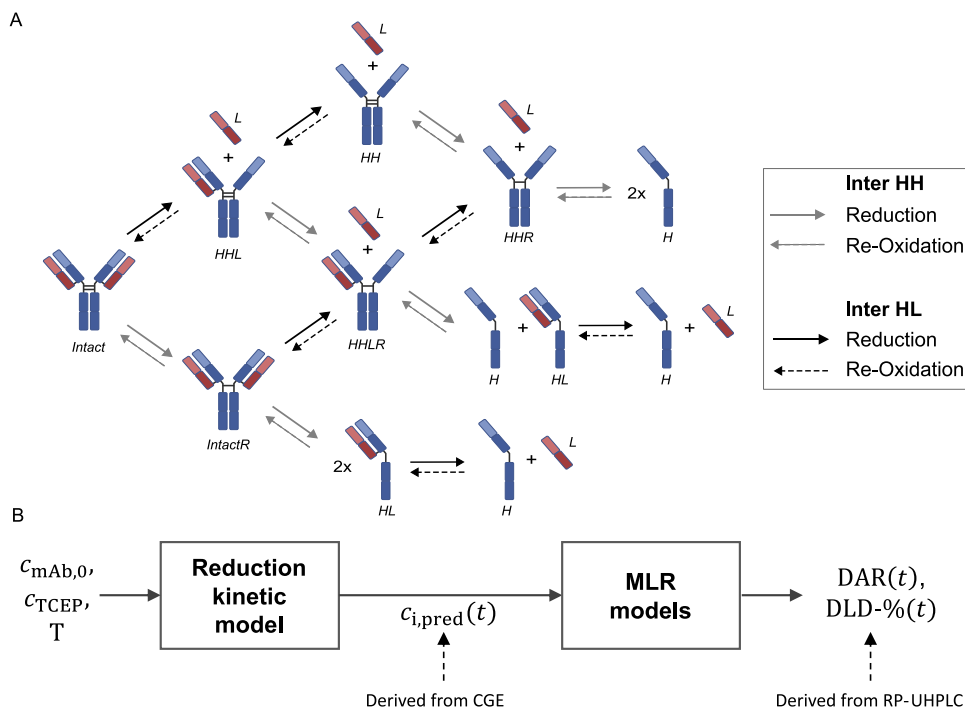 A
L
+
HH
L
+
HHL
L
+
HHR
2x
H
L
+
HHLR
Intact
H
+
HL
H
+
L
IntactR
2x
HL
H
+
L
Inter HH
Reduction
Re-Oxidation
Inter HL
Reduction
Re-Oxidation
B
c_mAb,0,
c_TCEP,
T
Reduction
kinetic
model
c_i,pred(t)
Derived from CGE
MLR
models
DAR(t),
DLD-%(t)
Derived from RP-UHPLC